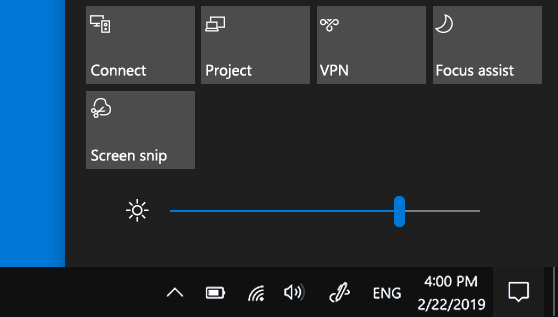 Connect
Project
VPN
Focus assist
Screen snip
ENG
4:00 PM
2/22/2019